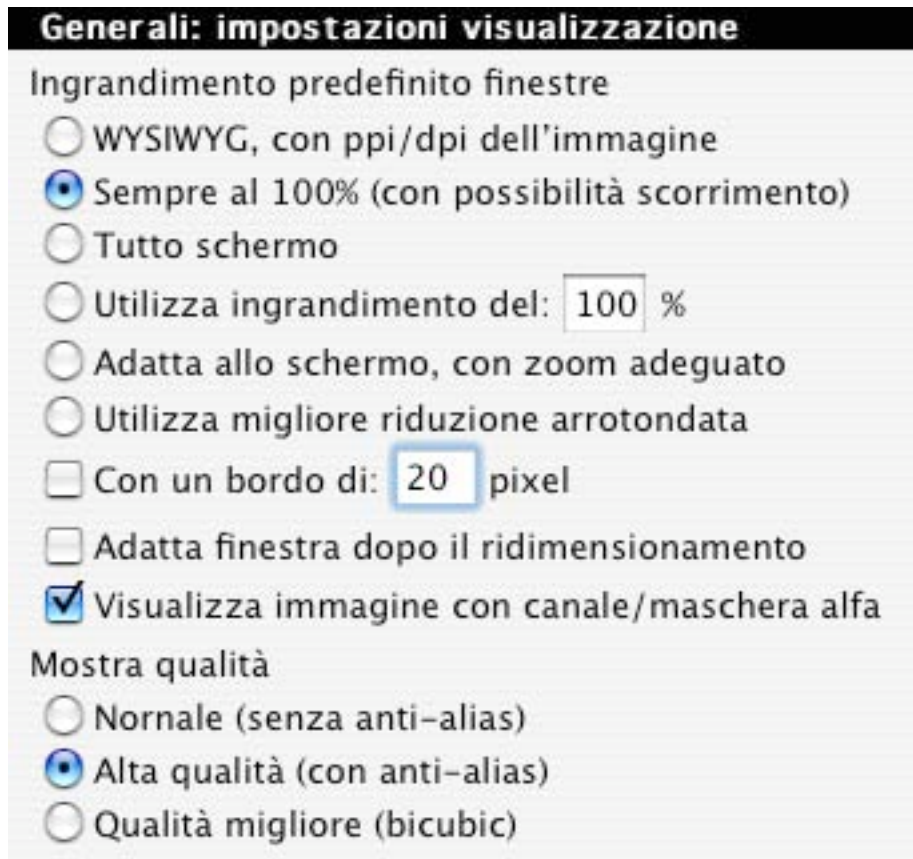 Generali: impostazioni visualizzazione
Ingrandimento predefinito finestre
WYSIWYG, con ppi/dpi dell'immagine
Sempre al 100% (con possibilità scorrimento)
Tutto schermo
Utilizza ingrandimento del: 100 %
Adatta allo schermo, con zoom adeguato
Utilizza migliore riduzione arrotondata
Con un bordo di: 20 pixel
Adatta finestra dopo il ridimensionamento
Visualizza immagine con canale/maschera alfa
Mostra qualità
Nornale (senza anti-alias)
Alta qualità (con anti-alias)
Qualità migliore (bicubic)